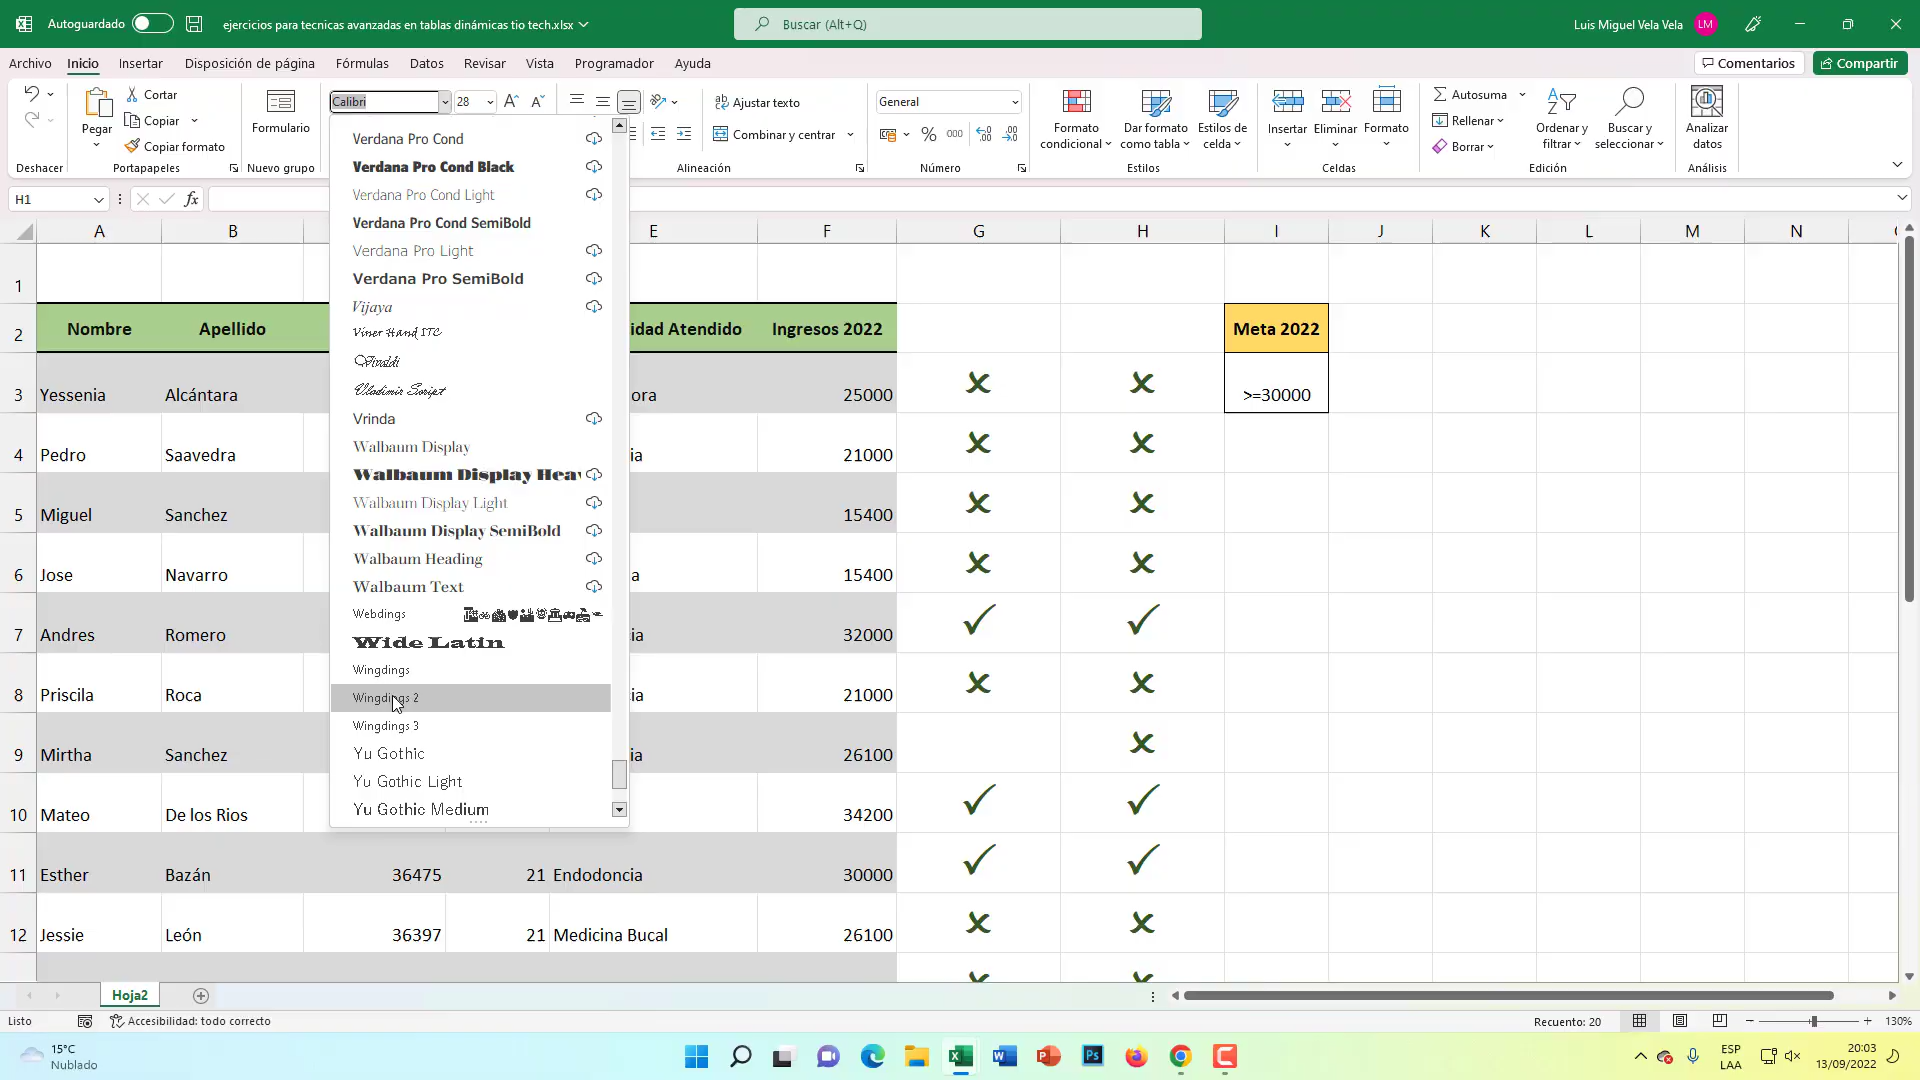 Autoguardado
ejercicios para tecnicas avanzadas en tablas dinámicas tio tech.xlsx
Buscar (Alt+Q)
Luis Miguel Vela Vela
LM
Archivo Inicio Insertar Disposición de página Fórmulas Datos Revisar Vista Programador Ayuda
Comentarios
Compartir
Deshacer
Pegar
Cortar
Copiar
Copiar formato
Portapapeles
Formulario
Nuevo grupo
Calibri
28
Ajustar texto
Combinar y centrar
Alineación
General
% 000
Número
Formato condicional
Dar formato como tabla
Estilos de celda
Estilos
Insertar
Eliminar
Formato
Celdas
Autosuma
Rellenar
Borrar
Ordenar y filtrar
Buscar y seleccionar
Edición
Analizar datos
Análisis
H1
fx
Verdana Pro Cond
Verdana Pro Cond Black
Verdana Pro Cond Light
Verdana Pro Cond SemiBold
Verdana Pro Light
Verdana Pro SemiBold
Vijaya
Viner Hand ITC
Vivaldi
Vladimir Script
Vrinda
Walbaum Display
Walbaum Display Heav
Walbaum Display Light
Walbaum Display SemiBold
Walbaum Heading
Walbaum Text
Webdings
Wide Latin
Wingdings
Wingdings 2
Wingdings 3
Yu Gothic
Yu Gothic Light
Yu Gothic Medium
A B E F G H I J K L M N
1
2 Nombre Apellido idad Atendido Ingresos 2022 Meta 2022
3 Yessenia Alcántara ora 25000 ✗ ✗ >=30000
4 Pedro Saavedra ia 21000 ✗ ✗
5 Miguel Sanchez 15400 ✗ ✗
6 Jose Navarro a 15400 ✗ ✗
7 Andres Romero ia 32000 ✓ ✓
8 Priscila Roca ia 21000 ✗ ✗
9 Mirtha Sanchez ia 26100 ✗
10 Mateo De los Rios 34200 ✓ ✓
11 Esther Bazán 36475 21 Endodoncia 30000 ✓ ✓
12 Jessie León 36397 21 Medicina Bucal 26100 ✗ ✗
Hoja2
Listo
Accesibilidad: todo correcto
Recuento: 20
130%
15°C
Nublado
ESP
LAA
20:03
13/09/2022